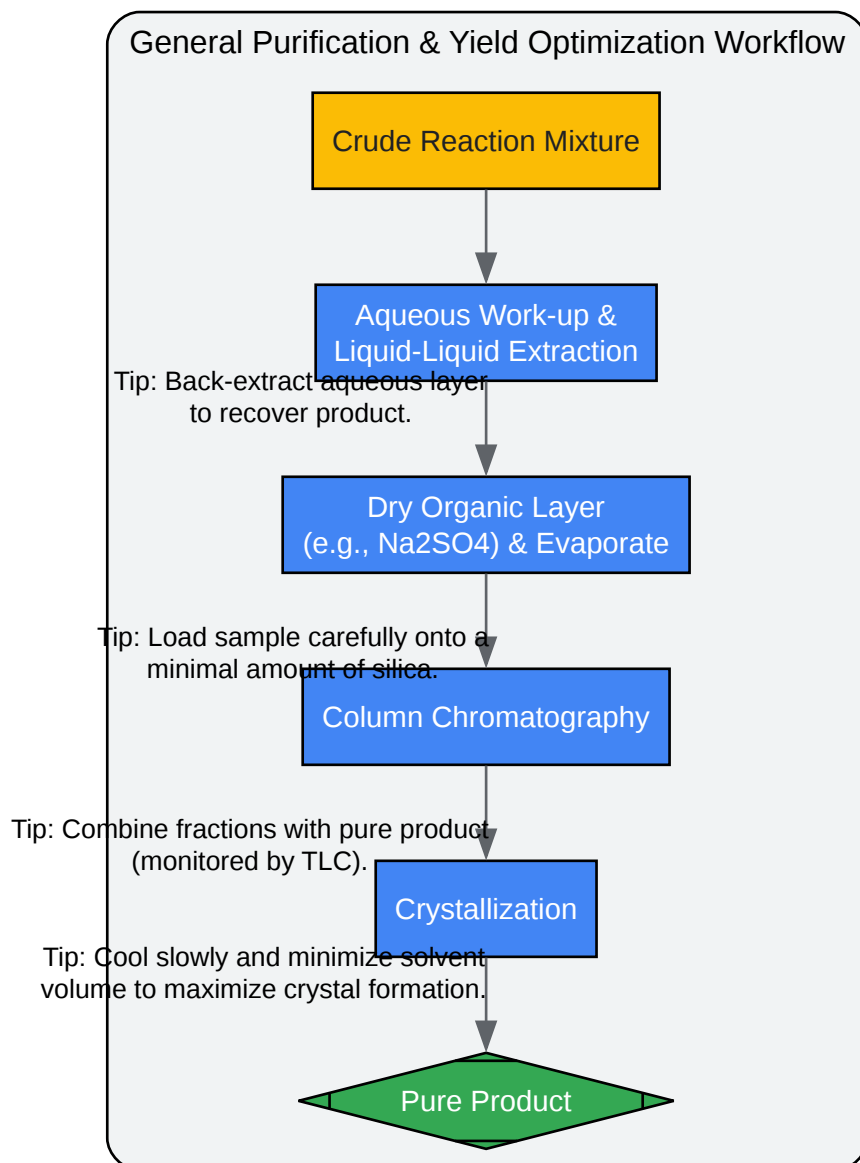 General Purification & Yield Optimization Workflow
Crude Reaction Mixture
Aqueous Work-up &
Liquid-Liquid Extraction
Tip: Back-extract aqueous layer
to recover product.
Dry Organic Layer
(e.g., Na2SO4) & Evaporate
Tip: Load sample carefully onto a
minimal amount of silica.
Column Chromatography
Tip: Combine fractions with pure product
(monitored by TLC).
Crystallization
Tip: Cool slowly and minimize solvent
volume to maximize crystal formation.
Pure Product